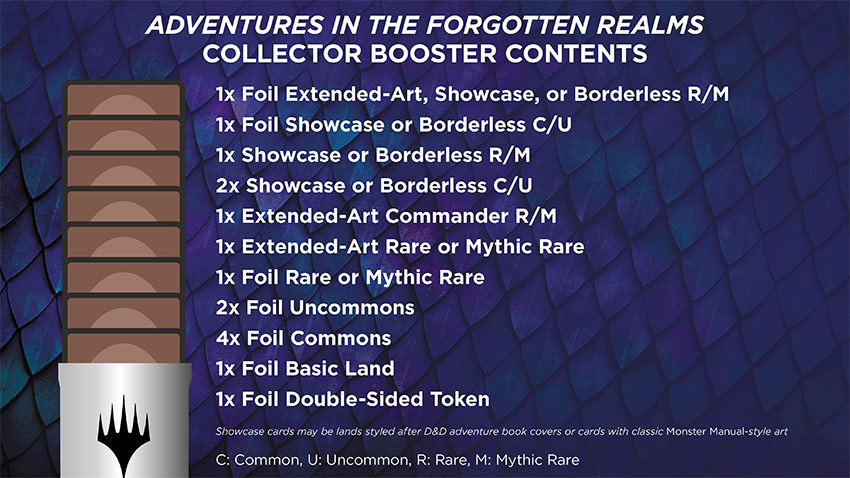 ADVENTURES IN THE FORGOTTEN REALMS
COLLECTOR BOOSTER CONTENTS
1x Foil Extended-Art, Showcase, or Borderless R/M
1x Foil Showcase or Borderless C/U
1x Showcase or Borderless R/M
2x Showcase or Borderless C/U
1x Extended-Art Commander R/M
1x Extended-Art Rare or Mythic Rare
1x Foil Rare or Mythic Rare
2x Foil Uncommons
4x Foil Commons
1x Foil Basic Land
1x Foil Double-Sided Token
Showcase cards may be lands styled after D&D adventure book covers or cards with classic Monster Manual-style art
C: Common, U: Uncommon, R: Rare, M: Mythic Rare